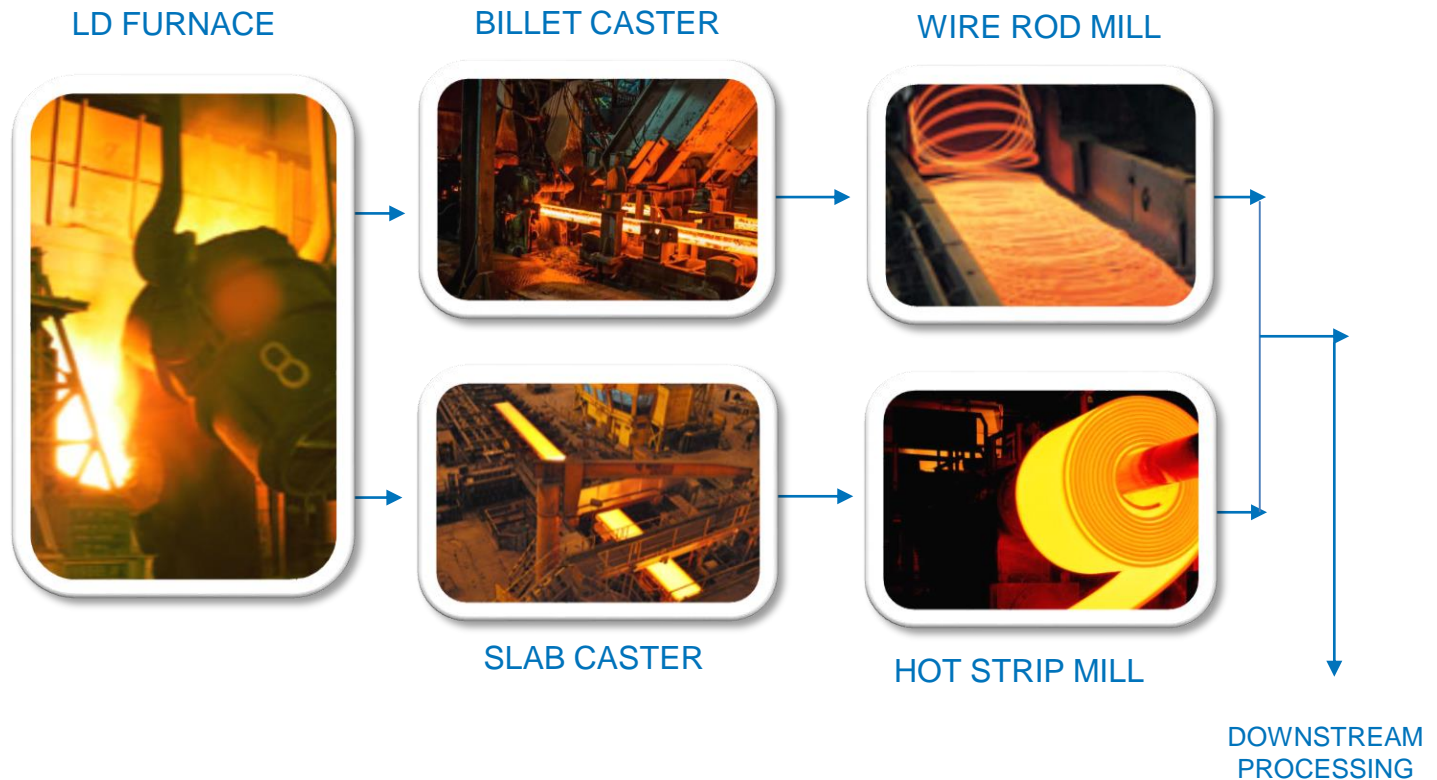 LD FURNACE
BILLET CASTER
WIRE ROD MILL
SLAB CASTER
HOT STRIP MILL
DOWNSTREAM
PROCESSING